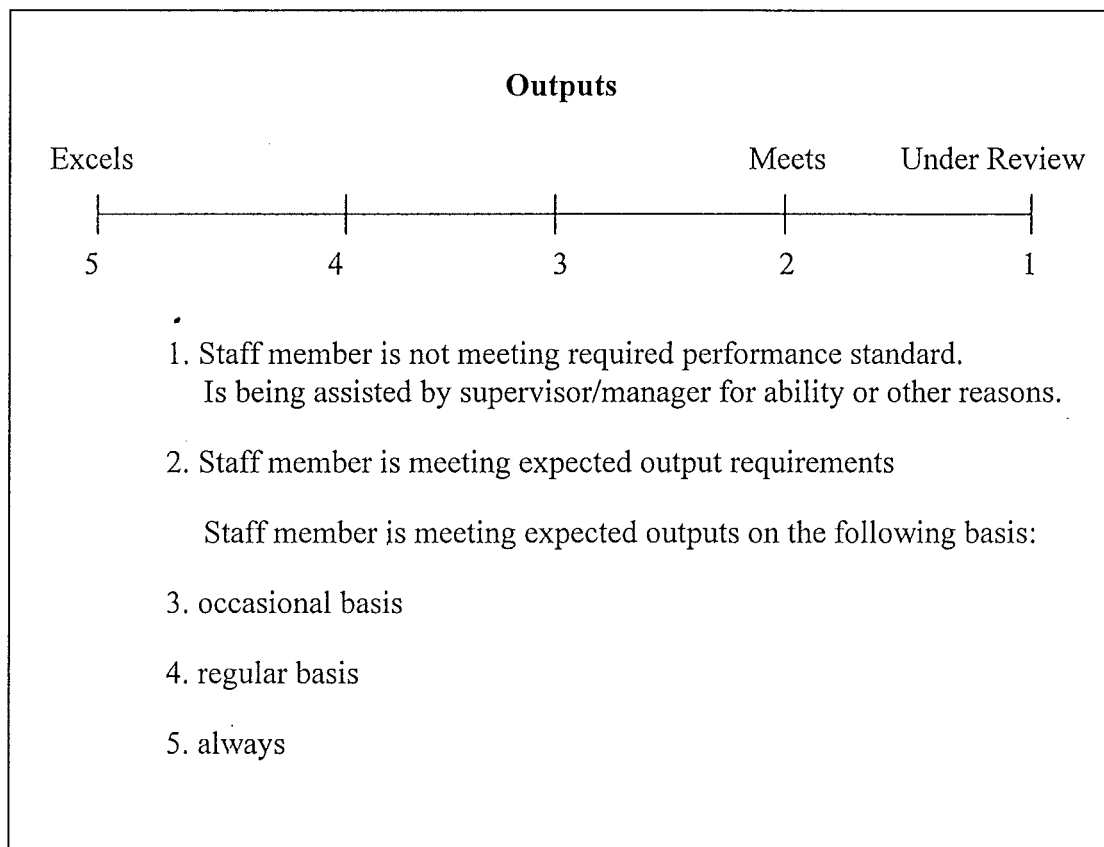 Outputs
Excels Meets Under Review
5 4 3 2 1
1. Staff member is not meeting required performance standard.
Is being assisted by supervisor/manager for ability or other reasons.
2. Staff member is meeting expected output requirements
Staff member is meeting expected outputs on the following basis:
3. occasional basis
4. regular basis
5. always